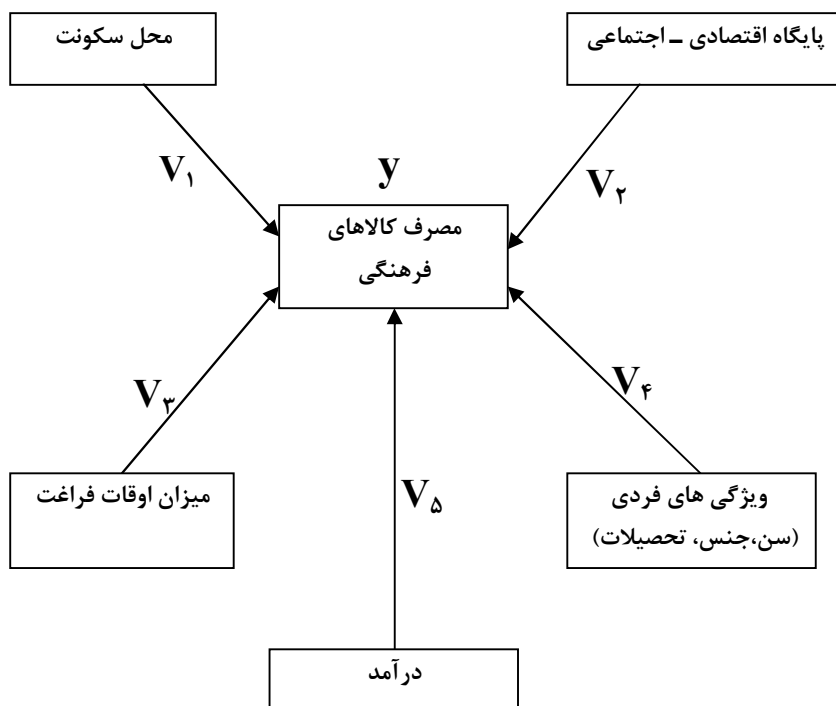 پایگاه اقتصادی ـ اجتماعی
محل سکونت
V۱
y
V۲
مصرف کالاهای
فرهنگی
V۳
V۴
میزان اوقات فراغت
V۵
ویژگی های فردی
(سن،جنس، تحصیلات)
درآمد